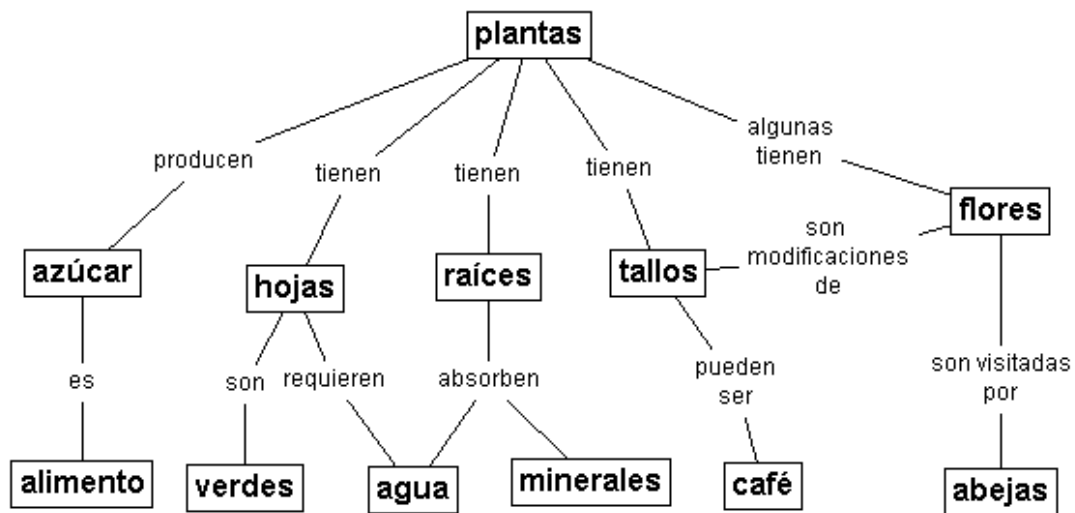 plantas
producen
tienen
tienen
tienen
algunas
tienen
azúcar
hojas
raíces
tallos
son
modificaciones
de
flores
es
son
requieren
absorben
pueden
ser
son visitadas
por
alimento
verdes
agua
minerales
café
abejas